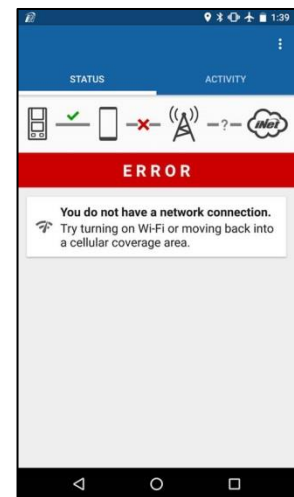 1:39
STATUS ACTIVITY
-?- iNet
ERROR
You do not have a network connection.
Try turning on Wi-Fi or moving back into
a cellular coverage area.